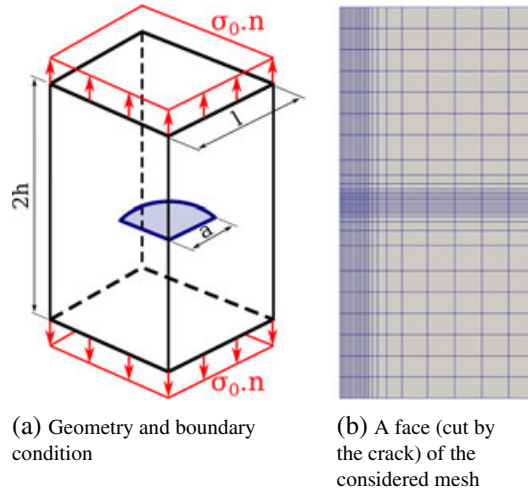 σ₀.n
l
2h
a
σ₀.n
(a) Geometry and boundary
condition
(b) A face (cut by
the crack) of the
considered mesh